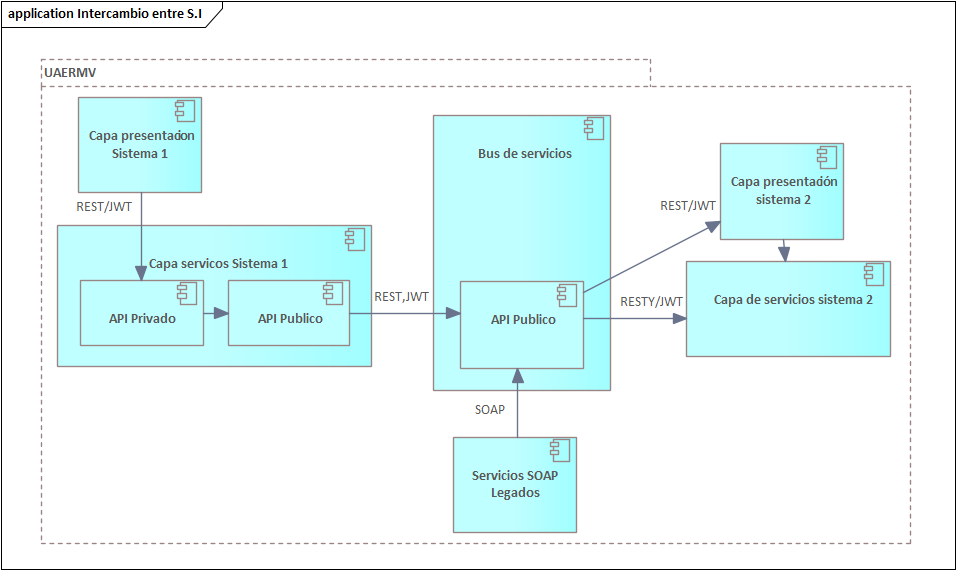 application Intercambio entre S.I
UAERMV
Capa presentadon
Sistema 1
REST/JWT
Capa servicos Sistema 1
API Privado
API Publico
REST,JWT
Bus de servicios
API Publico
SOAP
Servicios SOAP
Legados
REST/JWT
Capa presentadón
sistema 2
RESTY/JWT
Capa de servicios sistema 2